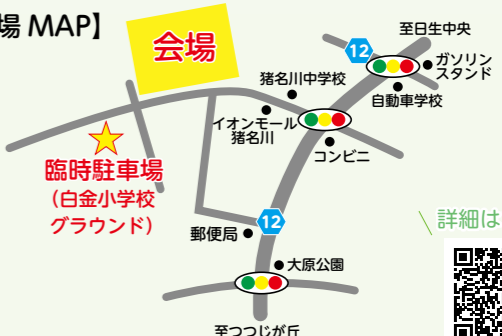 場 MAP】
会場
至日生中央
12
ガソリン
スタンド
猪名川中学校
自動車学校
イオンモール
猪名川
コンビニ
臨時駐車場
(白金小学校
グラウンド)
12
郵便局
詳細は
大原公園
至つつじが丘